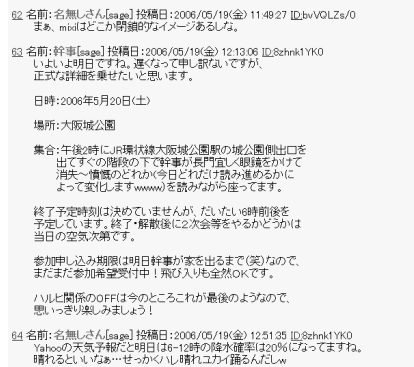 62 名前:名無しさん[sage] 投稿日:2006/05/19(金) 11:49:27 ID:bvVQLZs/0
まぁ、mixiはどこか閉鎖的なイメージあるしな。
63 名前:幹事[sage] 投稿日:2006/05/19(金) 12:13:06 ID:8zhnk1YK0
いよいよ明日ですね。遅くなって申し訳ないですが、
正式な詳細を載せたいと思います。
日時:2006年5月20日(土)
場所:大阪城公園
集合:午後2時にJR環状線大阪城公園駅の城公園側出口を
出てすぐの階段の下で幹事が長門宜しく眼鏡をかけて
消失～憤慨のどれか(今日どれだけ読み進めるかに
よって変化しますwwww)を読みながら座ってます。
終了予定時刻は決めていませんが、だいたい6時前後を
予定しています。終了・解散後に2次会等をやるかどうかは
当日の空気次第です。
参加申し込み期限は明日幹事が家を出るまで(笑)なので、
まだまだ参加希望受付中!飛び入りも全然OKです。
ハルヒ関係のOFFは今のところこれが最後のようなので、
思いっきり楽しみましょう!
64 名前:名無しさん[sage] 投稿日:2006/05/19(金) 12:51:35 ID:8zhnk1YK0
Yahooの天気予報だと明日は6-12時の降水確率は20%になってますね。
晴れるといいなぁ…せっかくハレ晴れユカイ踊るんだしw